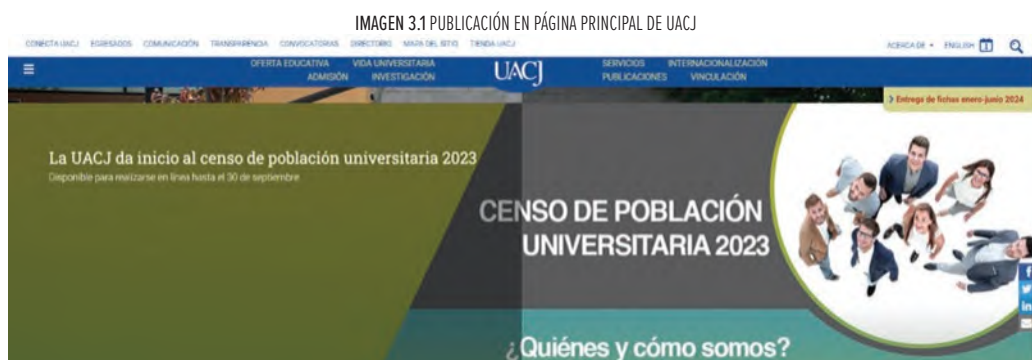 IMAGEN 3.1 PUBLICACIÓN EN PÁGINA PRINCIPAL DE UACJ
CONECTA UACJ EGRESADOS COMUNICACIÓN TRANSPARENCIA CONVOCATORIAS DIRECTORIO MAPA DEL SITIO TIENDA UACJ ACERCA DE ENGLISH
OFERTA EDUCATIVA VIDA UNIVERSITARIA UACJ SERVICIOS INTERNACIONALIZACIÓN
ADMISIÓN INVESTIGACIÓN PUBLICACIONES VINCULACIÓN
> Entrega de fichas enero-junio 2024
La UACJ da inicio al censo de población universitaria 2023
Disponible para realizarse en línea hasta el 30 de septiembre
CENSO DE POBLACIÓN
UNIVERSITARIA 2023
¿Quiénes y cómo somos?
f
in